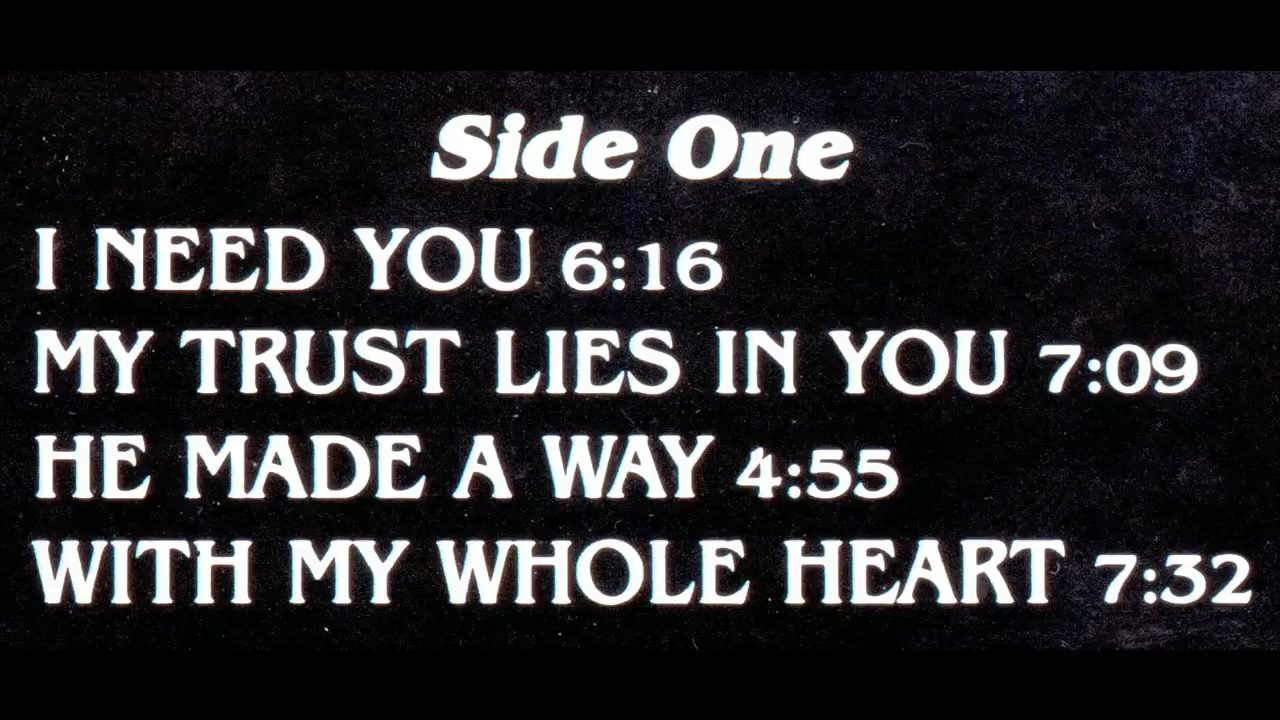 Side One
I NEED YOU 6:16
MY TRUST LIES IN YOU 7:09
HE MADE A WAY 4:55
WITH MY WHOLE HEART 7:32